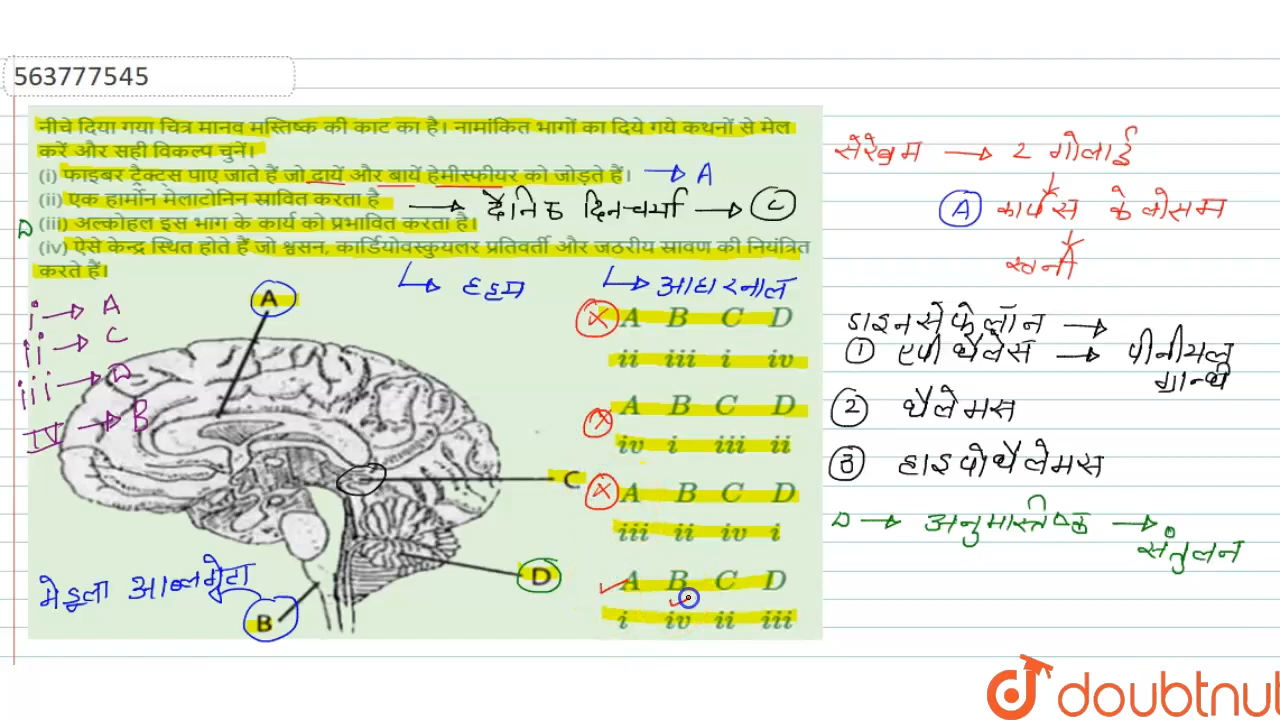 563777545
नीचे दिया गया चित्र मानव मस्तिष्क की काट का है। नामांकित भागों का दिये गये कथनों से मेल
करें और सही विकल्प चुनें।
(i) फाइबर ट्रैक्ट्स पाए जाते हैं जो दायें और बायें हेमीस्फीयर को जोड़ते हैं। → A
(ii) एक हार्मोन मेलाटोनिन स्रावित करता है → दैनिक दिनचर्या → C
D (iii) अल्कोहल इस भाग के कार्य को प्रभावित करता है।
(iv) ऐसे केन्द्र स्थित होते हैं जो श्वसन, कार्डियोवस्कुयलर प्रतिवर्ती और जठरीय स्रावण की नियंत्रित
करते हैं।
→ आहारनाल
i → A
ii → C
iii → D
IV → B
A
C
D
B
मेडूला आब्लांगेटा
A B C D
ii iii i iv
A B C D
iv i iii ii
A B C D
iii ii iv i
A B C D
i iv ii iii
सेरेब्रम → 2 गोलार्ई
A कार्पस केलोसम
डाइनसेफेलॉन →
1 एपीथैलेमस → पीनीयल
ग्रन्थि
2 थैलेमस
3 हाइपोथैलेमस
D → अनुमस्तिष्क → संतुलन
doubtnut